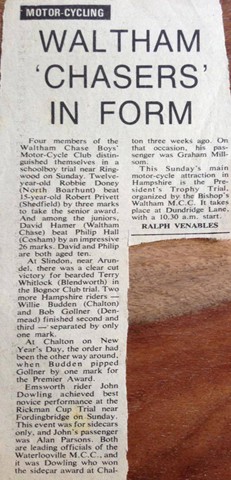 MOTOR-CYCLING
WALTHAM
'CHASERS'
IN FORM
Four members of the
Waltham Chase Boys'
Motor-Cycle Club distin-
guished themselves in a
schoolboy trial near Ring-
wood on Sunday. Twelve-
year-old Robbie Doney
(North Boarhunt) beat
15-year-old Robert Privett
(Shedfield) by three marks
to take the senior award.
And among the juniors,
David Hamer (Waltham
Chase) beat Philip Hall
(Cosham) by an impressive
26 marks. David and Philip
are both aged ten.
At Slindon, near Arun-
del, there was a clear cut
victory for bearded Terry
Whitlock (Blendworth) in
the Bognor Club trial. Two
more Hampshire riders —
Willie Budden (Chalton)
and Bob Gollner (Den-
mead) finished second and
third — separated by only
one mark.
At Chalton on New
Year's Day, the order had
been the other way around,
when Budden pipped
Gollner by one mark for
the Premier Award.
Emsworth rider John
Dowling achieved best
novice performance at the
Rickman Cup Trial near
Fordingbridge on Sunday.
This event was for sidecars
only, and John's passenger
was Alan Parsons. Both
are leading officials of the
Waterlooville M.C.C., and
it was Dowling who won
the sidecar award at Chal-
ton three weeks ago. On
that occasion, his pas-
senger was Graham Mill-
son.
This Sunday's main
motor-cycle attraction in
Hampshire is the Pre-
sident's Trophy Trial,
organized by the Bishop's
Waltham M.C.C. It takes
place at Dundridge Lane,
with a 10.30 a.m. start.
RALPH VENABLES